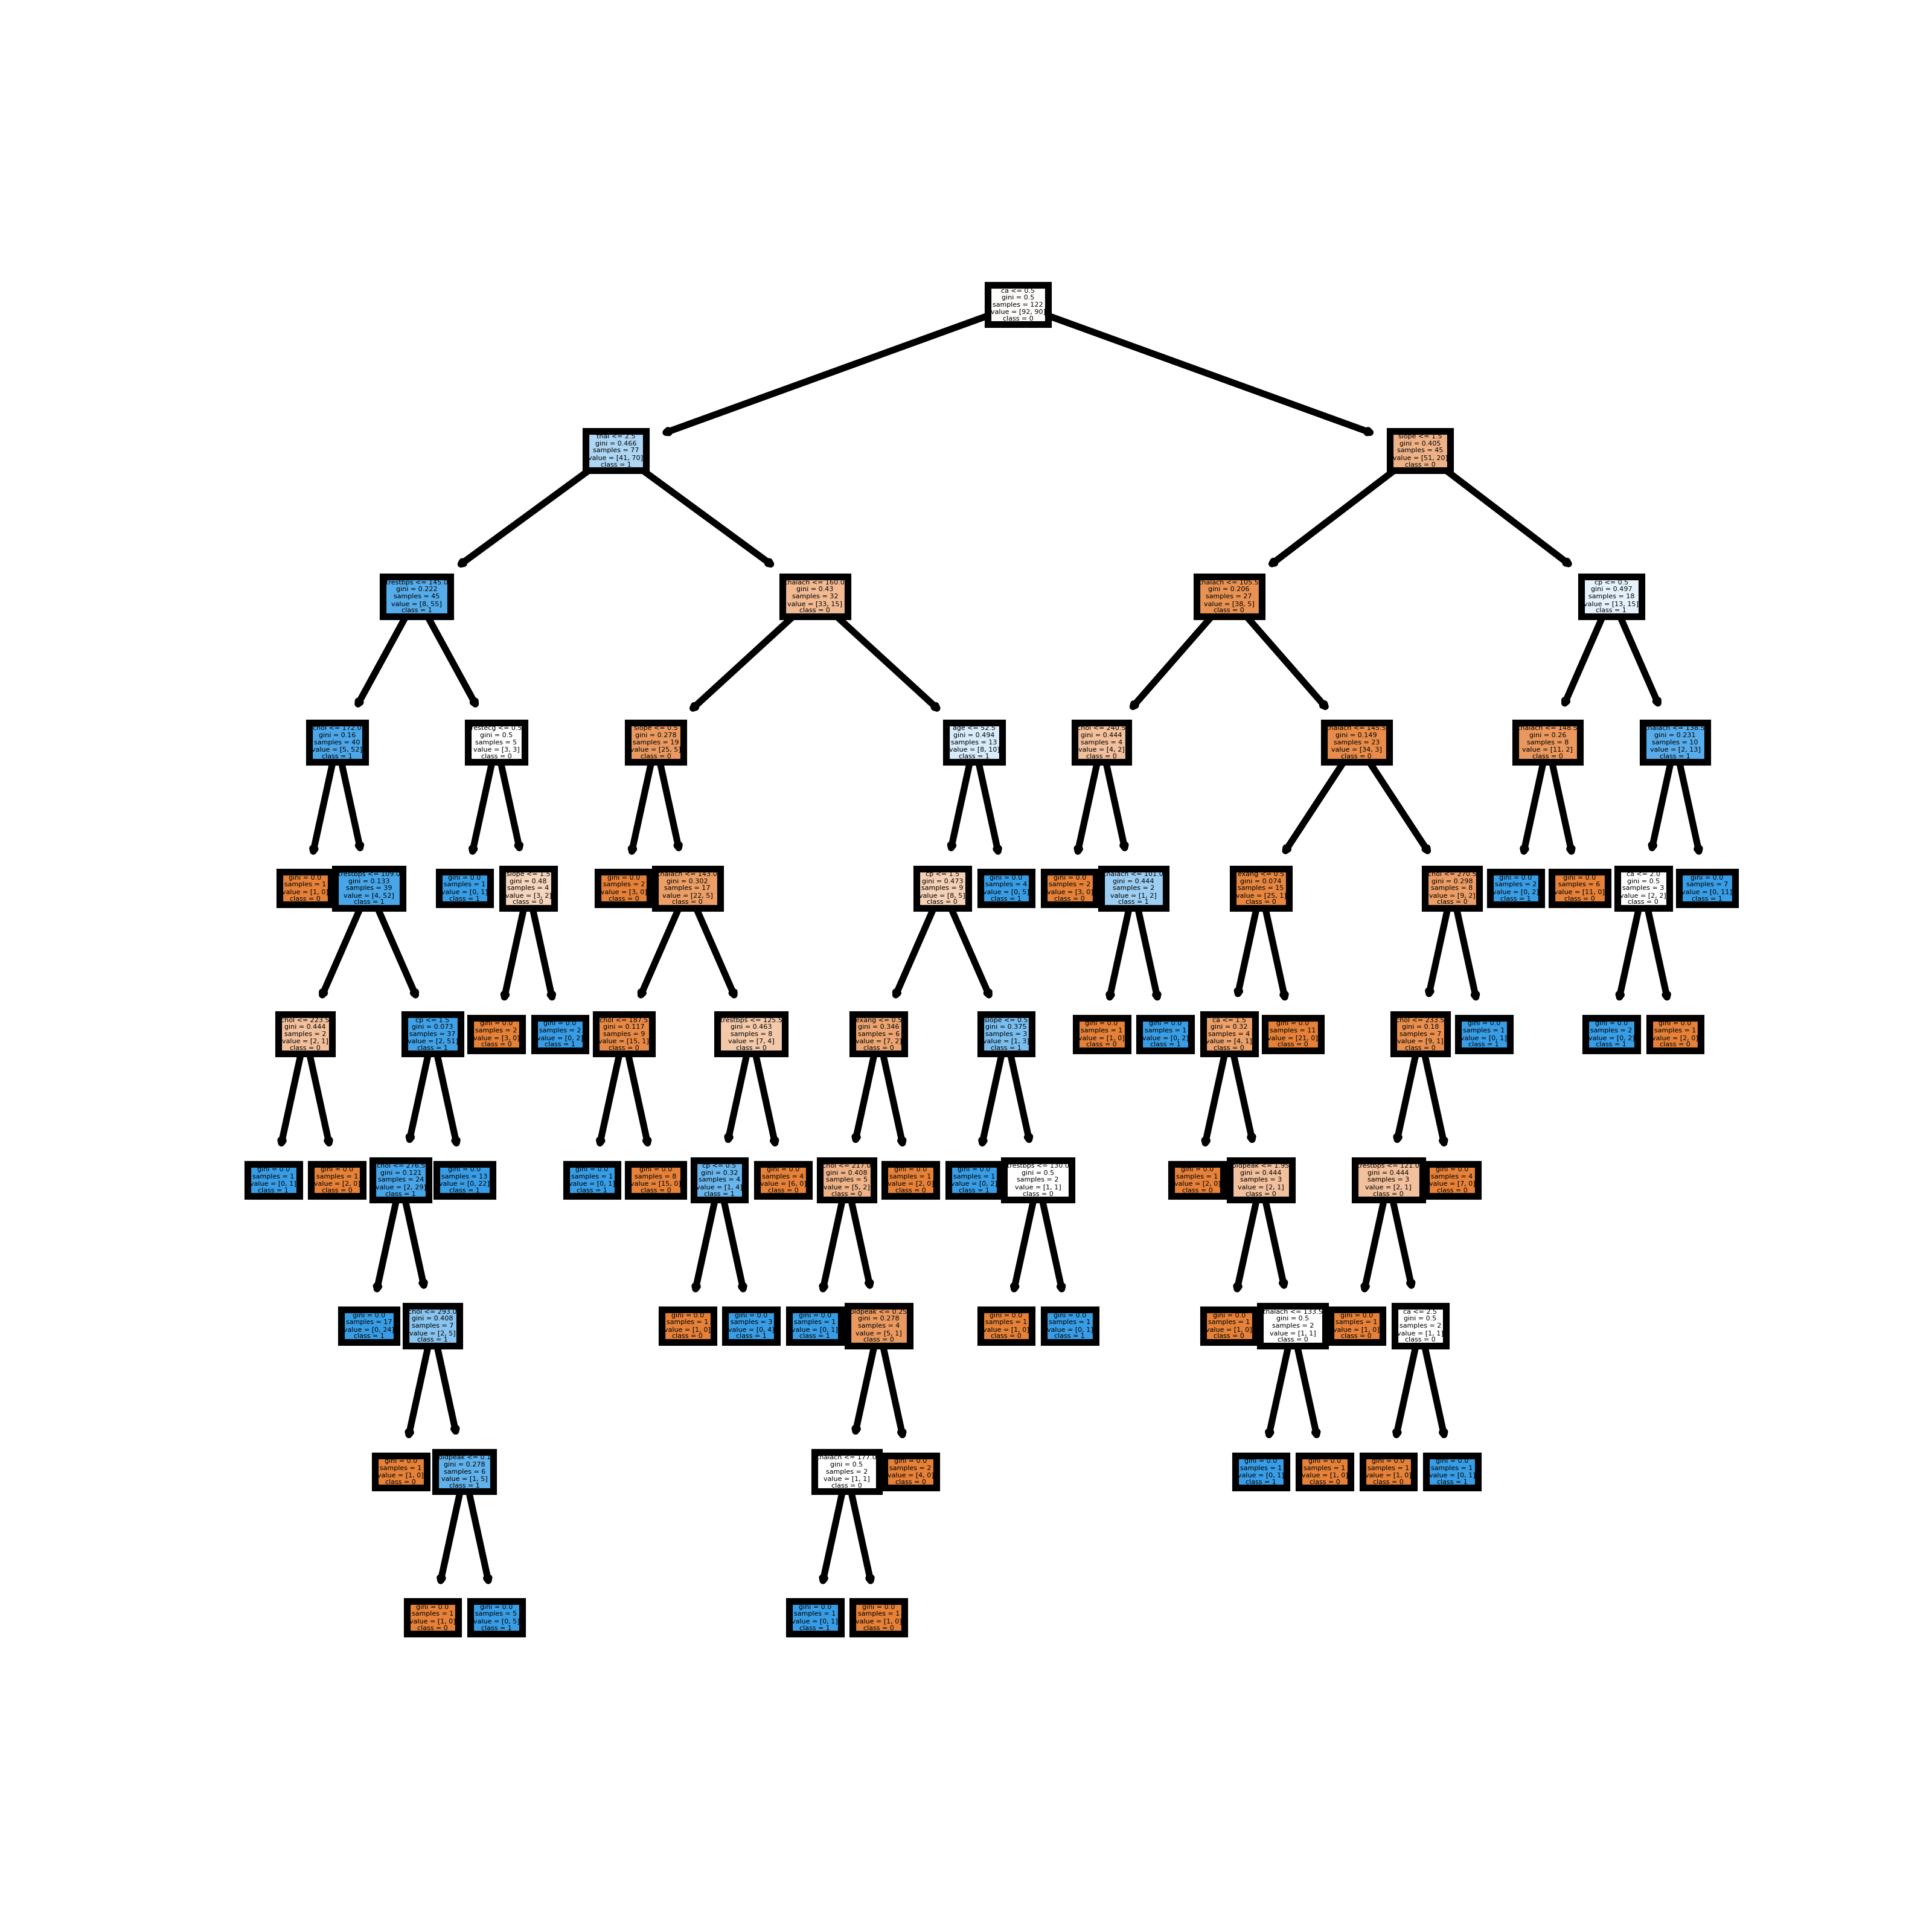 ca <= 0.5
gini = 0.5
samples = 122
value = [92, 90]
class = 0
thal <= 2.5
gini = 0.466
samples = 77
value = [41, 70]
class = 1
slope <= 1.5
gini = 0.405
samples = 45
value = [51, 20]
class = 0
trestbps <= 145.0
gini = 0.222
samples = 45
value = [8, 55]
class = 1
thalach <= 160.0
gini = 0.43
samples = 32
value = [33, 15]
class = 0
thalach <= 105.5
gini = 0.206
samples = 27
value = [38, 5]
class = 0
cp <= 0.5
gini = 0.497
samples = 18
value = [13, 15]
class = 1
chol <= 172.0
gini = 0.16
samples = 40
value = [5, 52]
class = 1
restecg <= 0.5
gini = 0.5
samples = 5
value = [3, 3]
class = 0
slope <= 0.5
gini = 0.278
samples = 19
value = [25, 5]
class = 0
age <= 52.5
gini = 0.494
samples = 13
value = [8, 10]
class = 1
chol <= 240.5
gini = 0.444
samples = 4
value = [4, 2]
class = 0
thalach <= 143.5
gini = 0.149
samples = 23
value = [34, 3]
class = 0
thalach <= 148.5
gini = 0.26
samples = 8
value = [11, 2]
class = 0
thalach <= 138.5
gini = 0.231
samples = 10
value = [2, 13]
class = 1
gini = 0.0
samples = 1
value = [1, 0]
class = 0
trestbps <= 109.0
gini = 0.133
samples = 39
value = [4, 52]
class = 1
gini = 0.0
samples = 1
value = [0, 1]
class = 1
slope <= 1.5
gini = 0.48
samples = 4
value = [3, 2]
class = 0
gini = 0.0
samples = 2
value = [3, 0]
class = 0
thalach <= 143.0
gini = 0.302
samples = 17
value = [22, 5]
class = 0
cp <= 1.5
gini = 0.473
samples = 9
value = [8, 5]
class = 0
gini = 0.0
samples = 4
value = [0, 5]
class = 1
gini = 0.0
samples = 2
value = [3, 0]
class = 0
thalach <= 101.0
gini = 0.444
samples = 2
value = [1, 2]
class = 1
exang <= 0.5
gini = 0.074
samples = 15
value = [25, 1]
class = 0
chol <= 270.5
gini = 0.298
samples = 8
value = [9, 2]
class = 0
gini = 0.0
samples = 2
value = [0, 2]
class = 1
gini = 0.0
samples = 6
value = [11, 0]
class = 0
ca <= 2.0
gini = 0.5
samples = 3
value = [2, 2]
class = 0
gini = 0.0
samples = 7
value = [0, 11]
class = 1
chol <= 223.5
gini = 0.444
samples = 2
value = [2, 1]
class = 0
cp <= 1.5
gini = 0.073
samples = 37
value = [2, 51]
class = 1
gini = 0.0
samples = 2
value = [3, 0]
class = 0
gini = 0.0
samples = 2
value = [0, 2]
class = 1
chol <= 187.5
gini = 0.117
samples = 9
value = [15, 1]
class = 0
trestbps <= 125.5
gini = 0.463
samples = 8
value = [7, 4]
class = 0
exang <= 0.5
gini = 0.346
samples = 6
value = [7, 2]
class = 0
slope <= 0.5
gini = 0.375
samples = 3
value = [1, 3]
class = 1
gini = 0.0
samples = 1
value = [1, 0]
class = 0
gini = 0.0
samples = 1
value = [0, 2]
class = 1
ca <= 1.5
gini = 0.32
samples = 4
value = [4, 1]
class = 0
gini = 0.0
samples = 11
value = [21, 0]
class = 0
chol <= 233.5
gini = 0.18
samples = 7
value = [9, 1]
class = 0
gini = 0.0
samples = 1
value = [0, 1]
class = 1
gini = 0.0
samples = 2
value = [0, 2]
class = 1
gini = 0.0
samples = 1
value = [2, 0]
class = 0
gini = 0.0
samples = 1
value = [0, 1]
class = 1
gini = 0.0
samples = 1
value = [2, 0]
class = 0
chol <= 276.5
gini = 0.121
samples = 24
value = [2, 29]
class = 1
gini = 0.0
samples = 13
value = [0, 22]
class = 1
gini = 0.0
samples = 1
value = [0, 1]
class = 1
gini = 0.0
samples = 8
value = [15, 0]
class = 0
cp <= 0.5
gini = 0.32
samples = 4
value = [1, 4]
class = 1
gini = 0.0
samples = 4
value = [6, 0]
class = 0
chol <= 217.0
gini = 0.408
samples = 5
value = [5, 2]
class = 0
gini = 0.0
samples = 1
value = [2, 0]
class = 0
gini = 0.0
samples = 1
value = [0, 2]
class = 1
trestbps <= 130.0
gini = 0.5
samples = 2
value = [1, 1]
class = 0
gini = 0.0
samples = 1
value = [2, 0]
class = 0
oldpeak <= 1.95
gini = 0.444
samples = 3
value = [2, 1]
class = 0
trestbps <= 121.0
gini = 0.444
samples = 3
value = [2, 1]
class = 0
gini = 0.0
samples = 4
value = [7, 0]
class = 0
gini = 0.0
samples = 17
value = [0, 24]
class = 1
chol <= 293.0
gini = 0.408
samples = 7
value = [2, 5]
class = 1
gini = 0.0
samples = 1
value = [1, 0]
class = 0
gini = 0.0
samples = 3
value = [0, 4]
class = 1
gini = 0.0
samples = 1
value = [0, 1]
class = 1
oldpeak <= 0.25
gini = 0.278
samples = 4
value = [5, 1]
class = 0
gini = 0.0
samples = 1
value = [1, 0]
class = 0
gini = 0.0
samples = 1
value = [0, 1]
class = 1
gini = 0.0
samples = 1
value = [1, 0]
class = 0
thalach <= 133.5
gini = 0.5
samples = 2
value = [1, 1]
class = 0
gini = 0.0
samples = 1
value = [1, 0]
class = 0
ca <= 2.5
gini = 0.5
samples = 2
value = [1, 1]
class = 0
gini = 0.0
samples = 1
value = [1, 0]
class = 0
oldpeak <= 0.1
gini = 0.278
samples = 6
value = [1, 5]
class = 1
thalach <= 177.0
gini = 0.5
samples = 2
value = [1, 1]
class = 0
gini = 0.0
samples = 2
value = [4, 0]
class = 0
gini = 0.0
samples = 1
value = [0, 1]
class = 1
gini = 0.0
samples = 1
value = [1, 0]
class = 0
gini = 0.0
samples = 1
value = [1, 0]
class = 0
gini = 0.0
samples = 1
value = [0, 1]
class = 1
gini = 0.0
samples = 1
value = [1, 0]
class = 0
gini = 0.0
samples = 5
value = [0, 5]
class = 1
gini = 0.0
samples = 1
value = [0, 1]
class = 1
gini = 0.0
samples = 1
value = [1, 0]
class = 0